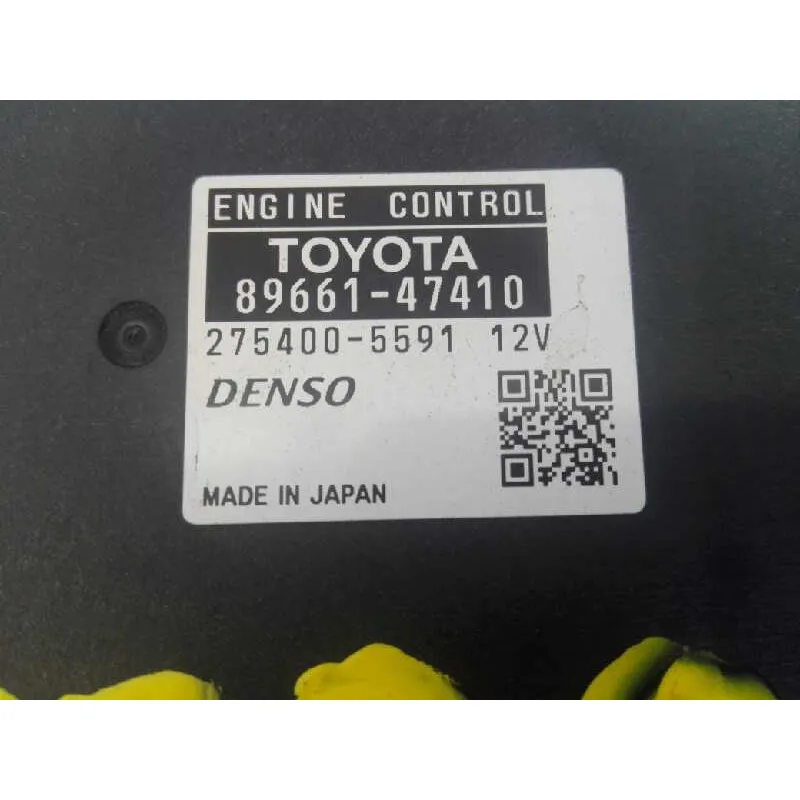 ENGINE CONTROL
TOYOTA
89661-47410
275400-5591 12V
DENSO
MADE IN JAPAN